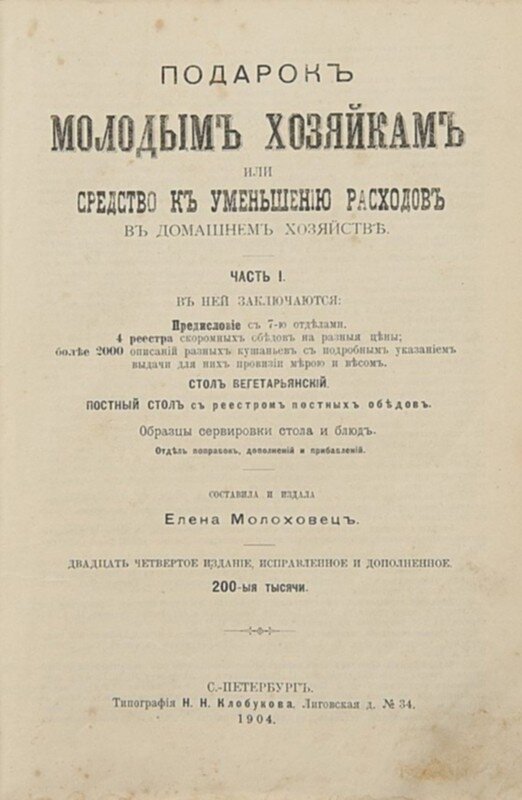 ПОДАРОКЪ
МОЛОДЫМЪ ХОЗЯЙКАМЪ
ИЛИ
СРЕДСТВО КЪ УМЕНЬШЕНІЮ РАСХОДОВЪ
ВЪ ДОМАШНЕМЪ ХОЗЯЙСТВѢ.
ЧАСТЬ I.
ВЪ НЕЙ ЗАКЛЮЧАЮТСЯ:
Предисловіе съ 7-ю отдѣлами.
4 реестра скоромныхъ обѣдовъ на разныя цѣны;
болѣе 2000 описаній разныхъ кушаньевъ съ подробнымъ указаніемъ
выдачи для нихъ провизіи мѣрою и вѣсомъ.
СТОЛЪ ВЕГЕТАРЬЯНСКІЙ.
ПОСТНЫЙ СТОЛЪ съ реестромъ постныхъ обѣдовъ.
Образцы сервировки стола и блюдъ.
Отдѣлъ поправокъ, дополненій и прибавленій.
СОСТАВИЛА И ИЗДАЛА
Елена Молоховецъ.
ДВАДЦАТЬ ЧЕТВЕРТОЕ ИЗДАНІЕ, ИСПРАВЛЕННОЕ И ДОПОЛНЕННОЕ.
200-ыя тысячи.
С.-ПЕТЕРБУРГЪ.
Типографія Н. Н. Клобукова, Лиговская д. № 34.
1904.